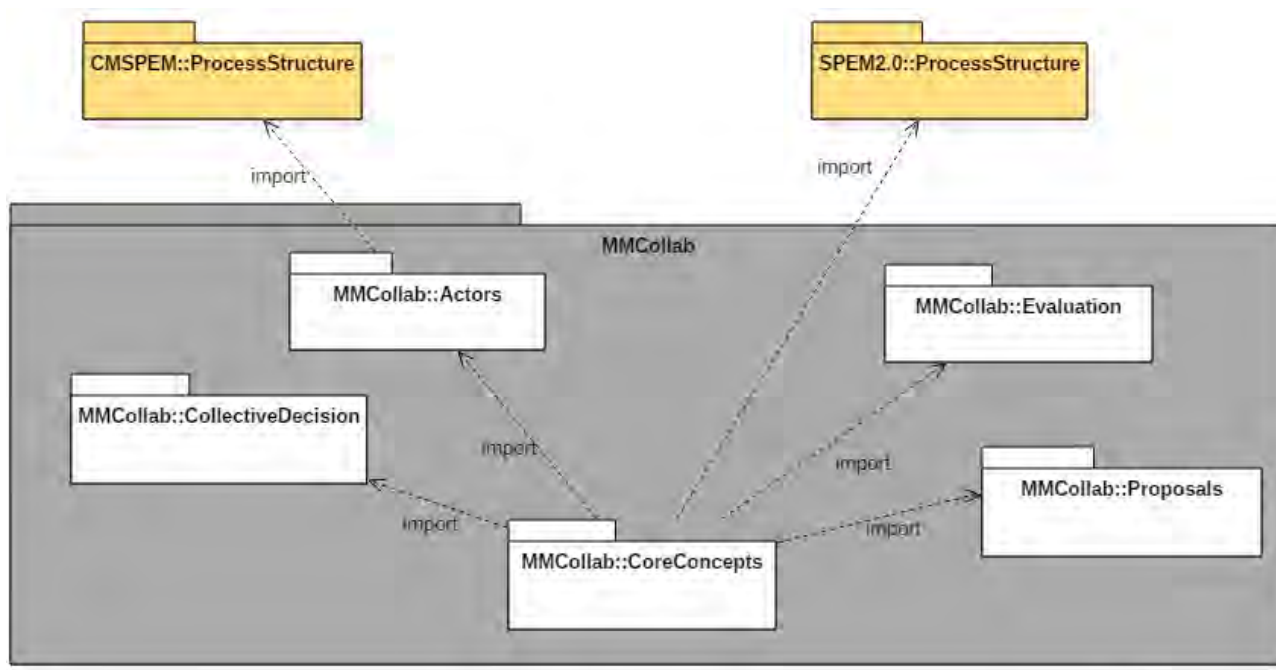 CMSPEM::ProcessStructure
SPEM2.0::ProcessStructure
import
import
MMCollab
MMCollab::Actors
MMCollab::Evaluation
MMCollab::CollectiveDecision
import
import
MMCollab::Proposals
import
import
MMCollab::CoreConcepts